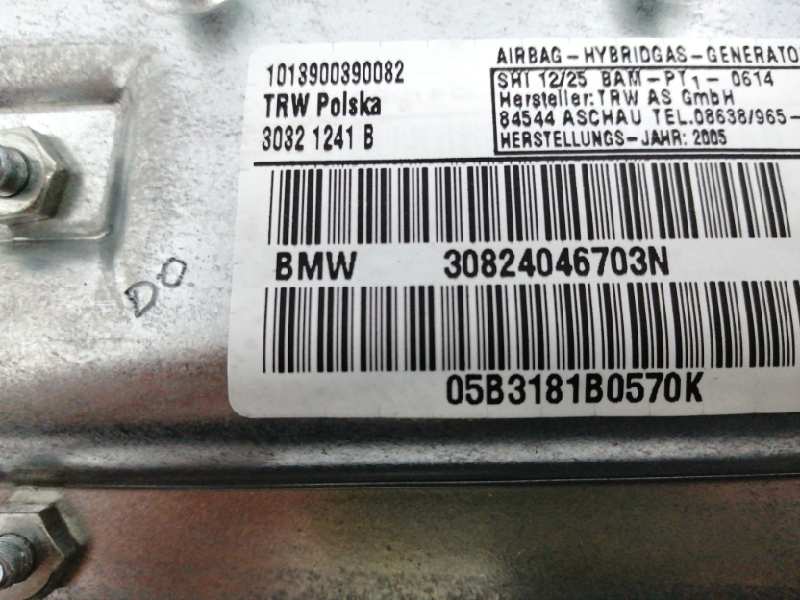 1013900390082
TRW Polska
3032 1241 B
AIRBAG-HYBRIDGAS-GENERATO
SHI 12/25 BAM-PT1-0614
Hersteller:TRW AS GmbH
84544 ASCHAU TEL.08638/965-
HERSTELLUNGS-JAHR: 2005
BMW 30824046703N
05B3181B0570K
DO